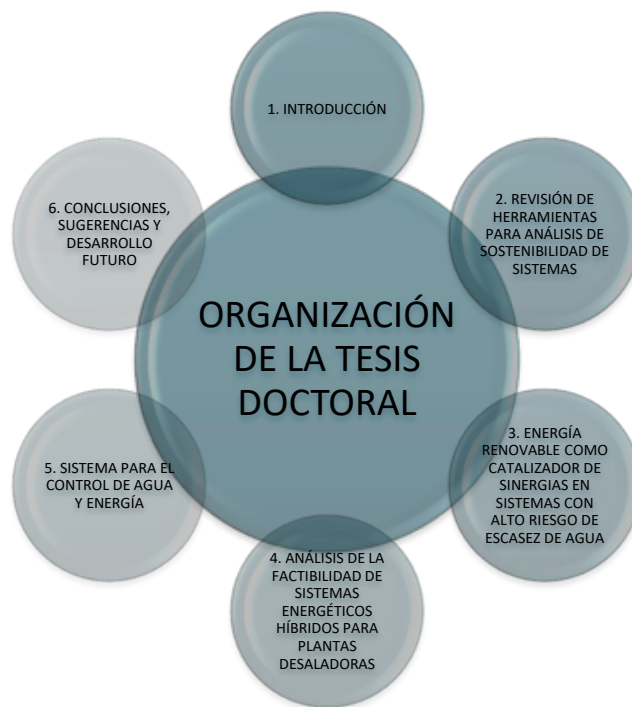 1. INTRODUCCIÓN
2. REVISIÓN DE
HERRAMIENTAS
PARA ANÁLISIS DE
SOSTENIBILIDAD DE
SISTEMAS
3. ENERGÍA
RENOVABLE COMO
CATALIZADOR DE
SINERGIAS EN
SISTEMAS CON
ALTO RIESGO DE
ESCASEZ DE AGUA
4. ANÁLISIS DE LA
FACTIBILIDAD DE
SISTEMAS
ENERGÉTICOS
HÍBRIDOS PARA
PLANTAS
DESALADORAS
5. SISTEMA PARA EL
CONTROL DE AGUA
Y ENERGÍA
6. CONCLUSIONES,
SUGERENCIAS Y
DESARROLLO
FUTURO
ORGANIZACIÓN
DE LA TESIS
DOCTORAL